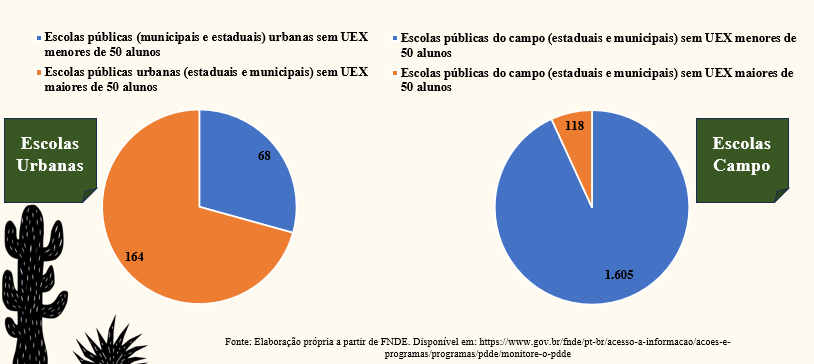 Escolas públicas (municipais e estaduais) urbanas sem UEX
menores de 50 alunos
Escolas públicas urbanas (estaduais e municipais) sem UEX
maiores de 50 alunos
Escolas públicas do campo (estaduais e municipais) sem UEX menores de
50 alunos
Escolas públicas do campo (estaduais e municipais) sem UEX maiores de
50 alunos
Escolas
Urbanas
68
164
118
1.605
Escolas
Campo
Fonte: Elaboração própria a partir de FNDE. Disponível em: https://www.gov.br/fnde/pt-br/acesso-a-informacao/acoes-e-
programas/programas/pdde/monitore-o-pdde